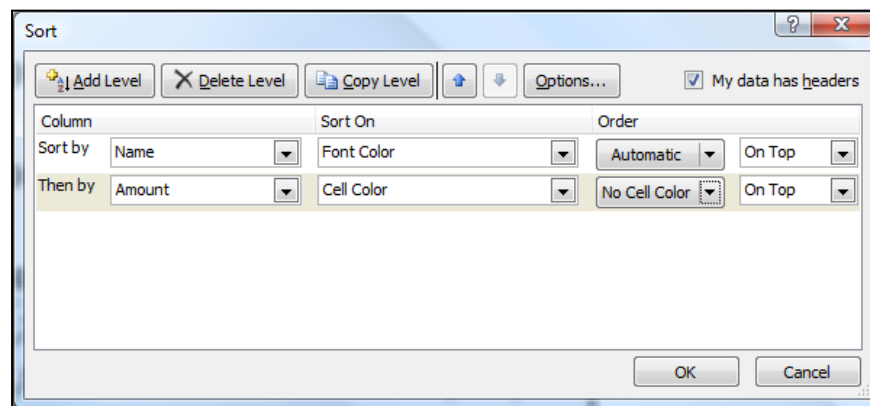 Sort
Add Level Delete Level Copy Level Options... My data has headers
Column Sort On Order
Sort by Name Font Color Automatic On Top
Then by Amount Cell Color No Cell Color On Top
OK Cancel